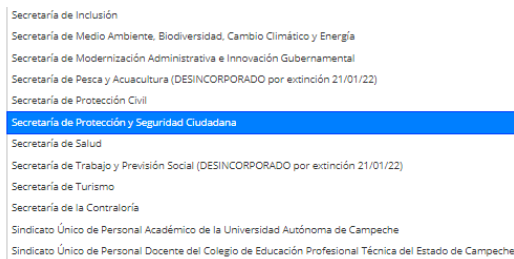 Secretaría de Inclusión
Secretaría de Medio Ambiente, Biodiversidad, Cambio Climático y Energía
Secretaría de Modernización Administrativa e Innovación Gubernamental
Secretaría de Pesca y Acuacultura (DESINCORPORADO por extinción 21/01/22)
Secretaría de Protección Civil
Secretaría de Protección y Seguridad Ciudadana
Secretaría de Salud
Secretaría de Trabajo y Previsión Social (DESINCORPORADO por extinción 21/01/22)
Secretaría de Turismo
Secretaría de la Contraloría
Sindicato Único de Personal Académico de la Universidad Autónoma de Campeche
Sindicato Único de Personal Docente del Colegio de Educación Profesional Técnica del Estado de Campeche